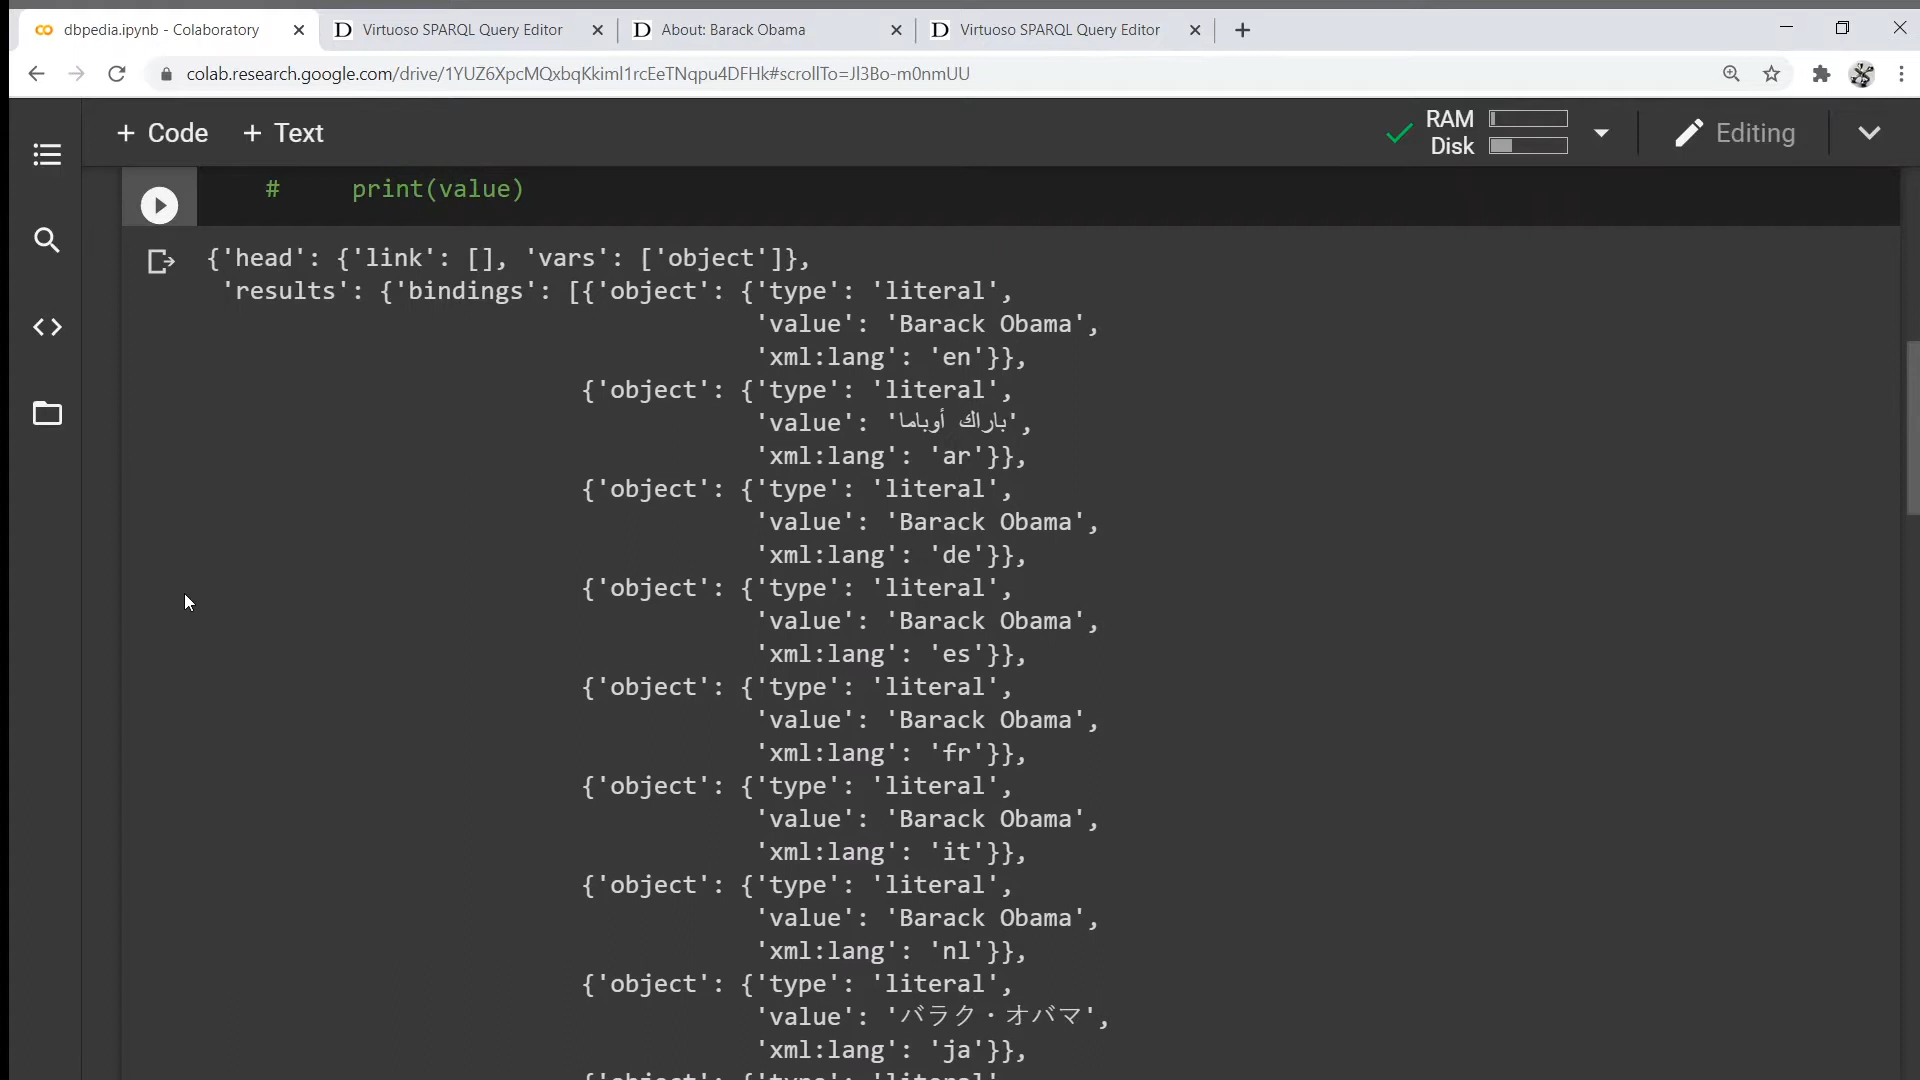 dbpedia.ipynb - Colaboratory
Virtuoso SPARQL Query Editor
About: Barack Obama
Virtuoso SPARQL Query Editor
colab.research.google.com/drive/1YUZ6XpcMQxbqKkiml1rcEeTNqpu4DFHk#scrollTo=Jl3Bo-m0nmUU
+ Code + Text
RAM
Disk
Editing
#     print(value)
{'head': {'link': [], 'vars': ['object']},
'results': {'bindings': [{'object': {'type': 'literal',
'value': 'Barack Obama',
'xml:lang': 'en'}},
{'object': {'type': 'literal',
'value': 'باراك أوباما',
'xml:lang': 'ar'}},
{'object': {'type': 'literal',
'value': 'Barack Obama',
'xml:lang': 'de'}},
{'object': {'type': 'literal',
'value': 'Barack Obama',
'xml:lang': 'es'}},
{'object': {'type': 'literal',
'value': 'Barack Obama',
'xml:lang': 'fr'}},
{'object': {'type': 'literal',
'value': 'Barack Obama',
'xml:lang': 'it'}},
{'object': {'type': 'literal',
'value': 'Barack Obama',
'xml:lang': 'nl'}},
{'object': {'type': 'literal',
'value': 'バラク・オバマ',
'xml:lang': 'ja'}},